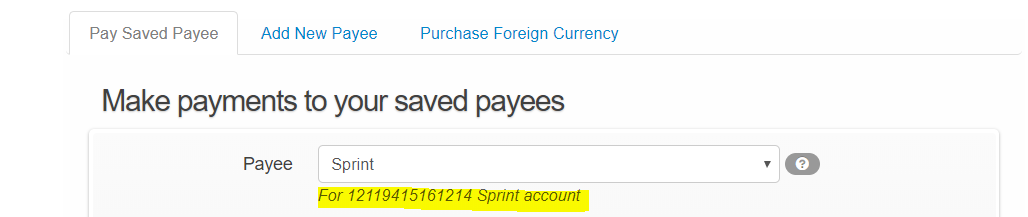 Pay Saved Payee Add New Payee Purchase Foreign Currency
Make payments to your saved payees
Payee Sprint ?
For 12119415161214 Sprint account